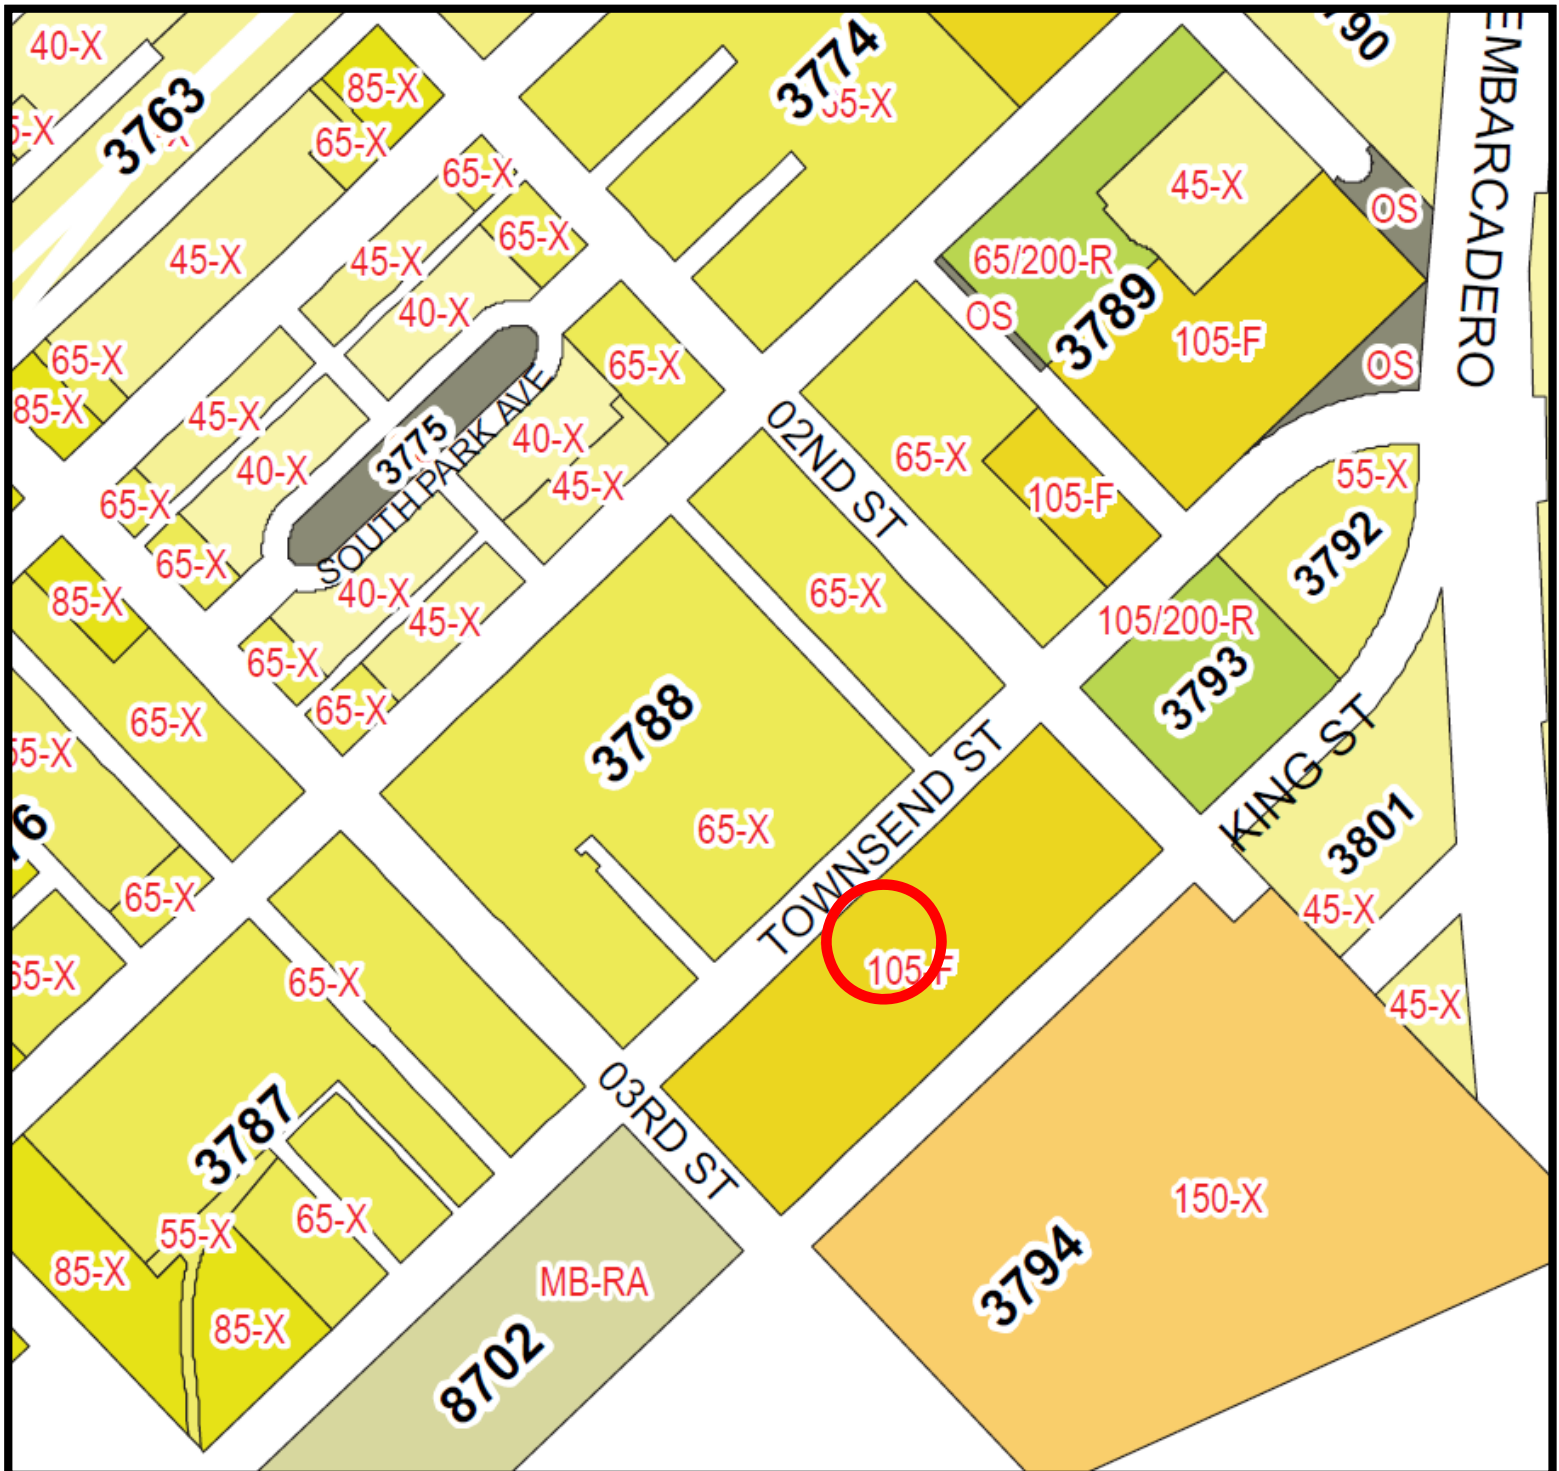 40-X
3763
85-X
65-X
3774
90
EMBARCADERO
65-X
45-X
OS
45-X
45-X
65-X
65/200-R
40-X
OS
3789
105-F
65-X
65-X
OS
85-X
45-X
3775
SOUTH PARK AVE
40-X
02ND ST
40-X
65-X
55-X
45-X
105-F
65-X
3792
65-X
85-X
40-X
65-X
105/200-R
45-X
65-X
3793
65-X
65-X
3788
KING ST
TOWNSEND ST
65-X
3801
65-X
45-X
65-X
105-F
45-X
03RD ST
3787
150-X
65-X
55-X
85-X
MB-RA
3794
85-X
8702